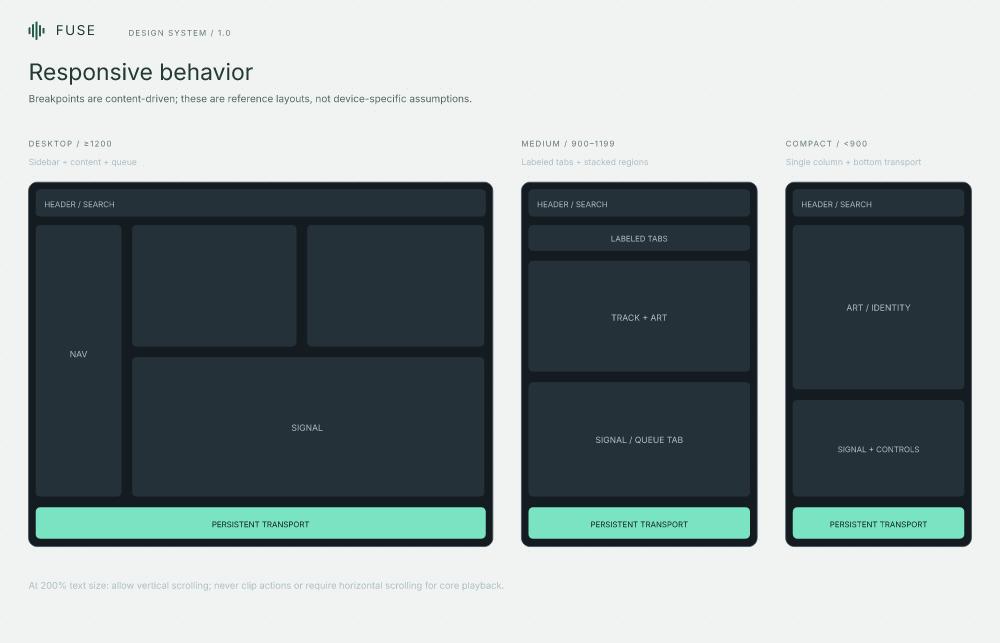 FUSE
DESIGN SYSTEM / 1.0
Responsive behavior
Breakpoints are content-driven; these are reference layouts, not device-specific assumptions.
DESKTOP / ≥1200
Sidebar + content + queue
HEADER / SEARCH
NAV
SIGNAL
PERSISTENT TRANSPORT
MEDIUM / 900–1199
Labeled tabs + stacked regions
HEADER / SEARCH
LABELED TABS
TRACK + ART
SIGNAL / QUEUE TAB
PERSISTENT TRANSPORT
COMPACT / <900
Single column + bottom transport
HEADER / SEARCH
ART / IDENTITY
SIGNAL + CONTROLS
PERSISTENT TRANSPORT
At 200% text size: allow vertical scrolling; never clip actions or require horizontal scrolling for core playback.